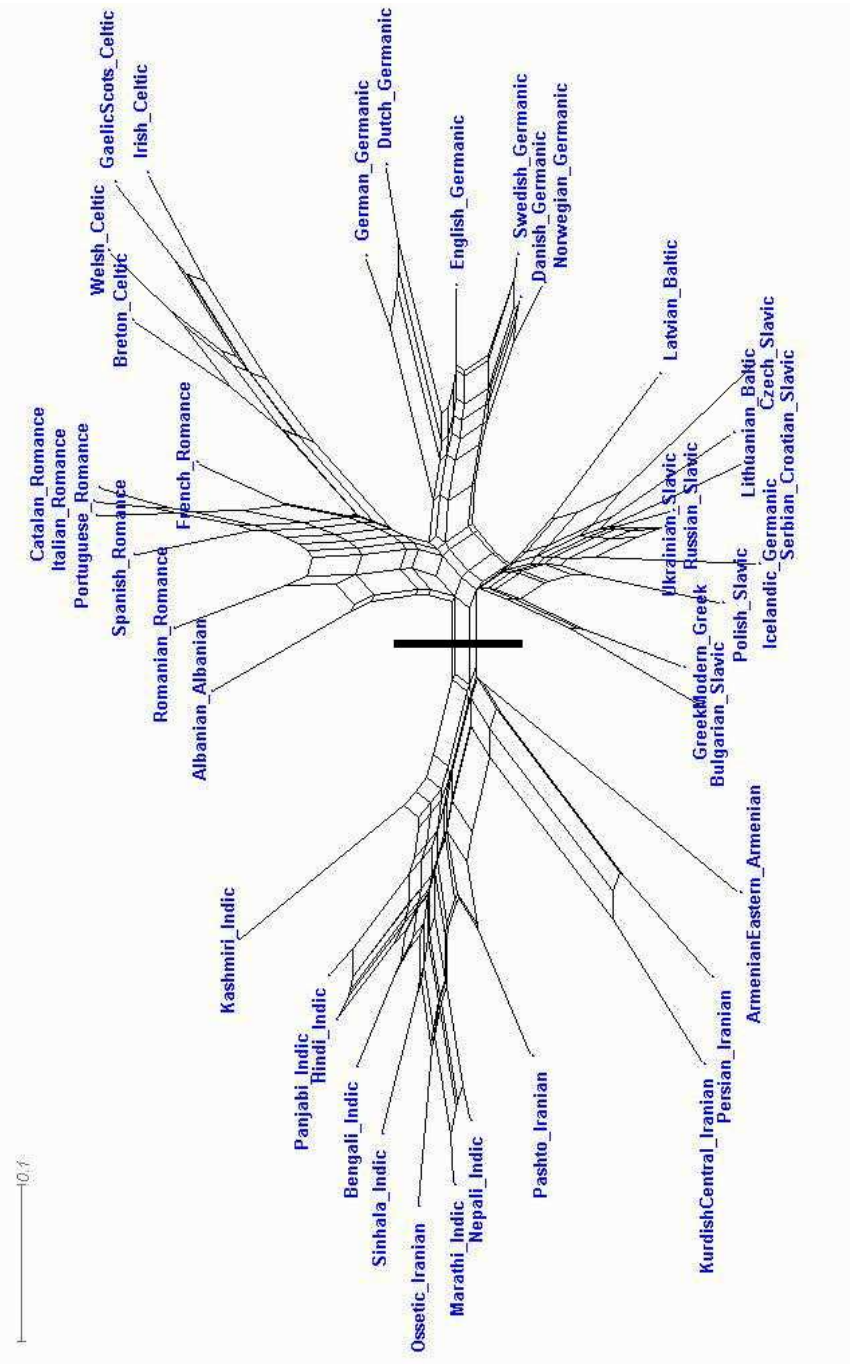 GaelicScots_Celtic
Irish_Celtic
Welsh_Celtic
Breton_Celtic
German_Germanic
Dutch_Germanic
English_Germanic
Swedish_Germanic
Danish_Germanic
Norwegian_Germanic
Latvian_Baltic
Catalan_Romance
Italian_Romance
Portuguese_Romance
Spanish_Romance
French_Romance
Romanian_Romance
Albanian_Albanian
Czech_Slavic
Lithuanian_Baltic
Serbian_Croatian_Slavic
Ukrainian_Slavic
Russian_Slavic
Icelandic_Germanic
Polish_Slavic
GreekModern_Greek
Bulgarian_Slavic
Kashmiri_Indic
ArmenianEastern_Armenian
Panjabi_Indic
Hindi_Indic
Bengali_Indic
Sinhala_Indic
Ossetic_Iranian
Marathi_Indic
Nepali_Indic
Pashto_Iranian
KurdishCentral_Iranian
Persian_Iranian
0.1